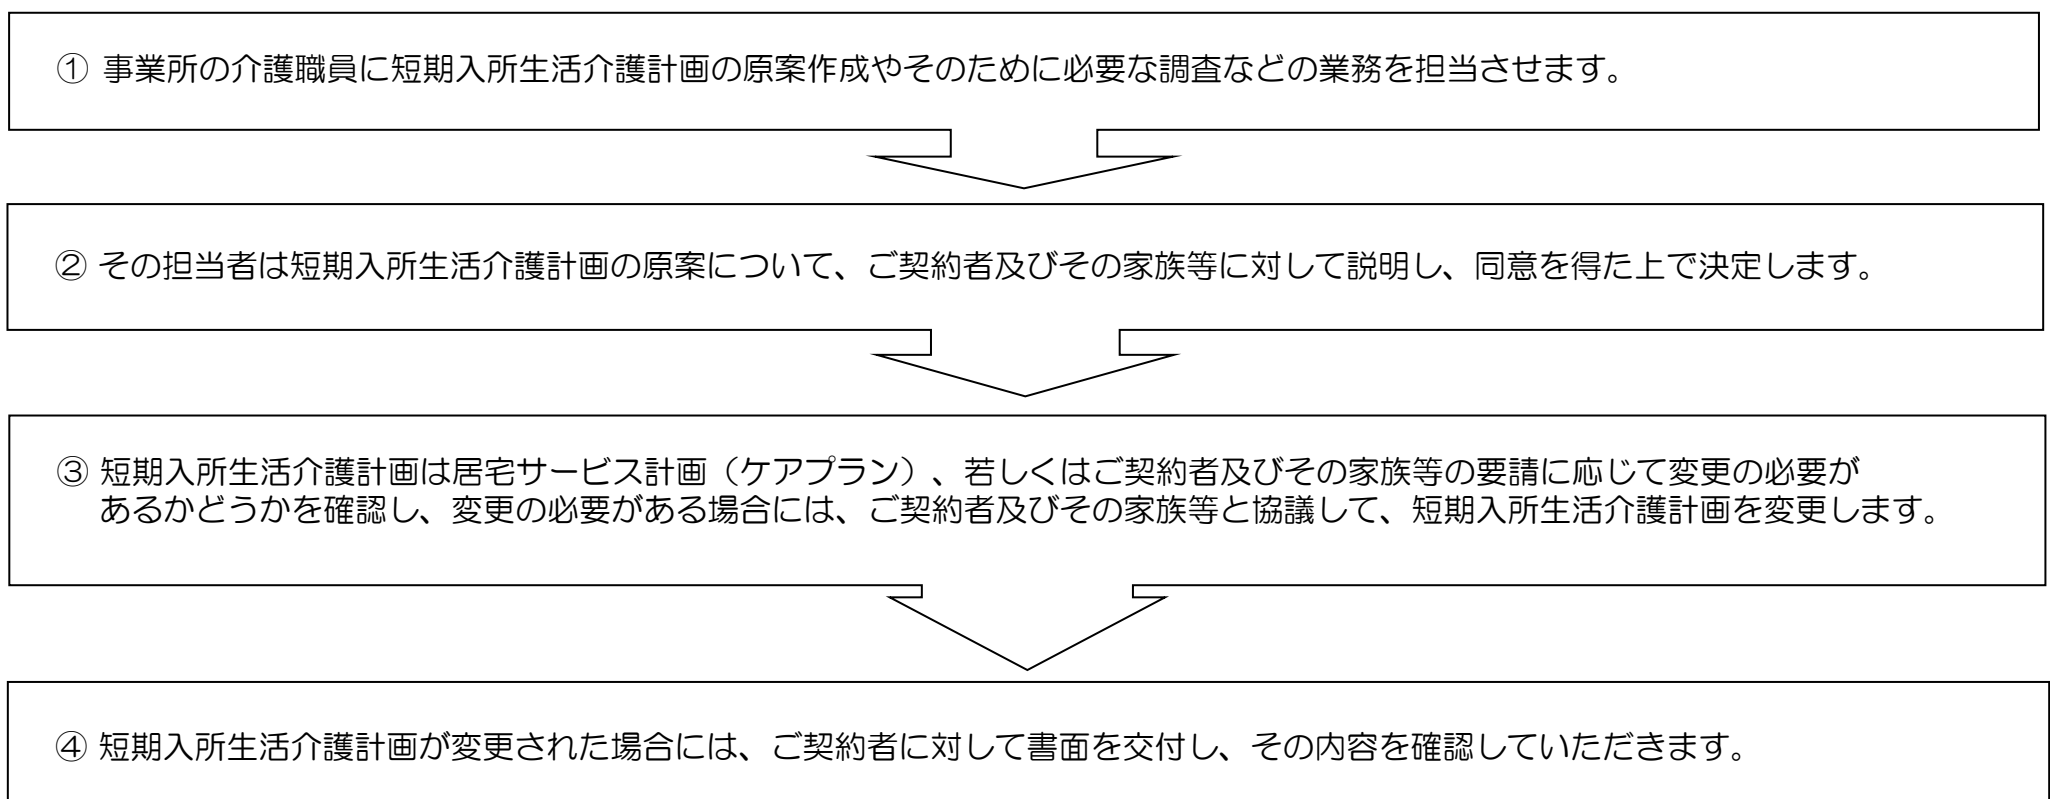 ① 事業所の介護職員に短期入所生活介護計画の原案作成やそのために必要な調査などの業務を担当させます。
② その担当者は短期入所生活介護計画の原案について、ご契約者及びその家族等に対して説明し、同意を得た上で決定します。
③ 短期入所生活介護計画は居宅サービス計画（ケアプラン）、若しくはご契約者及びその家族等の要請に応じて変更の必要が
あるかどうかを確認し、変更の必要がある場合には、ご契約者及びその家族等と協議して、短期入所生活介護計画を変更します。
④ 短期入所生活介護計画が変更された場合には、ご契約者に対して書面を交付し、その内容を確認していただきます。